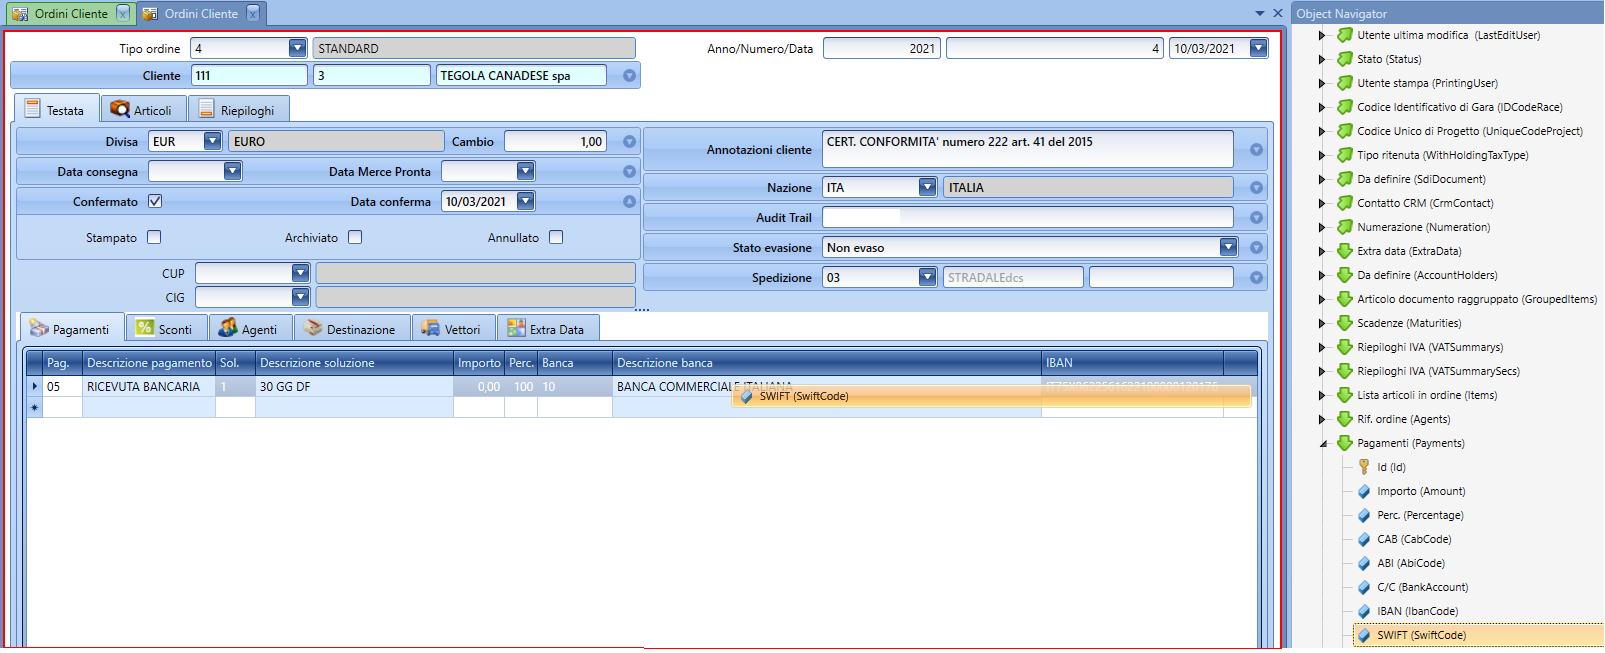 Ordini Cliente
Ordini Cliente
Tipo ordine 4 STANDARD Anno/Numero/Data 2021 4 10/03/2021
Cliente 111 3 TEGOLA CANADESE spa
Testata Articoli Riepiloghi
Divisa EUR EURO Cambio 1,00
Data consegna Data Merce Pronta
Confermato Data conferma 10/03/2021
Stampato Archiviato Annullato
CUP
CIG
Annotazioni cliente CERT. CONFORMITA' numero 222 art. 41 del 2015
Nazione ITA ITALIA
Audit Trail
Stato evasione Non evaso
Spedizione 03 STRADALEdcs
Pagamenti Sconti Agenti Destinazione Vettori Extra Data
Pag. Descrizione pagamento Sol. Descrizione soluzione Importo Perc. Banca Descrizione banca IBAN
05 RICEVUTA BANCARIA 1 30 GG DF 0,00 100 10 BANCA COMMERCIALE ITALIANA
SWIFT (SwiftCode)
Object Navigator
Utente ultima modifica (LastEditUser)
Stato (Status)
Utente stampa (PrintingUser)
Codice Identificativo di Gara (IDCodeRace)
Codice Unico di Progetto (UniqueCodeProject)
Tipo ritenuta (WithHoldingTaxType)
Da definire (SdiDocument)
Contatto CRM (CrmContact)
Numerazione (Numeration)
Extra data (ExtraData)
Da definire (AccountHolders)
Articolo documento raggruppato (GroupedItems)
Scadenze (Maturities)
Riepiloghi IVA (VATSummarys)
Riepiloghi IVA (VATSummarySecs)
Lista articoli in ordine (Items)
Rif. ordine (Agents)
Pagamenti (Payments)
Id (Id)
Importo (Amount)
Perc. (Percentage)
CAB (CabCode)
ABI (AbiCode)
C/C (BankAccount)
IBAN (IbanCode)
SWIFT (SwiftCode)